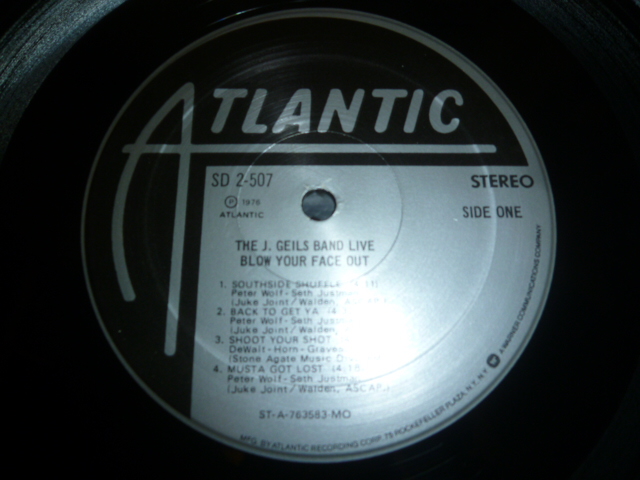 ATLANTIC
SD 2-507
STEREO
℗ 1976
ATLANTIC
SIDE ONE
THE J. GEILS BAND LIVE
BLOW YOUR FACE OUT
1. SOUTHSIDE SHUFFLE
Peter Wolf-Seth Justman
(Juke Joint/Walden,
2. BACK TO GET YA
Peter Wolf-Seth
(Juke Joint/Walden,
3. SHOOT YOUR SHOT
DeWalt-Horn-Graves
(Stone Agate Music
4. MUSTA GOT LOST
Peter Wolf-Seth Justman
(Juke Joint/Walden, ASCAP)
ST-A-763583-MO
MFG. BY ATLANTIC RECORDING CORP. 75 ROCKEFELLER PLAZA, N.Y. N.Y.
A WARNER COMMUNICATIONS COMPANY